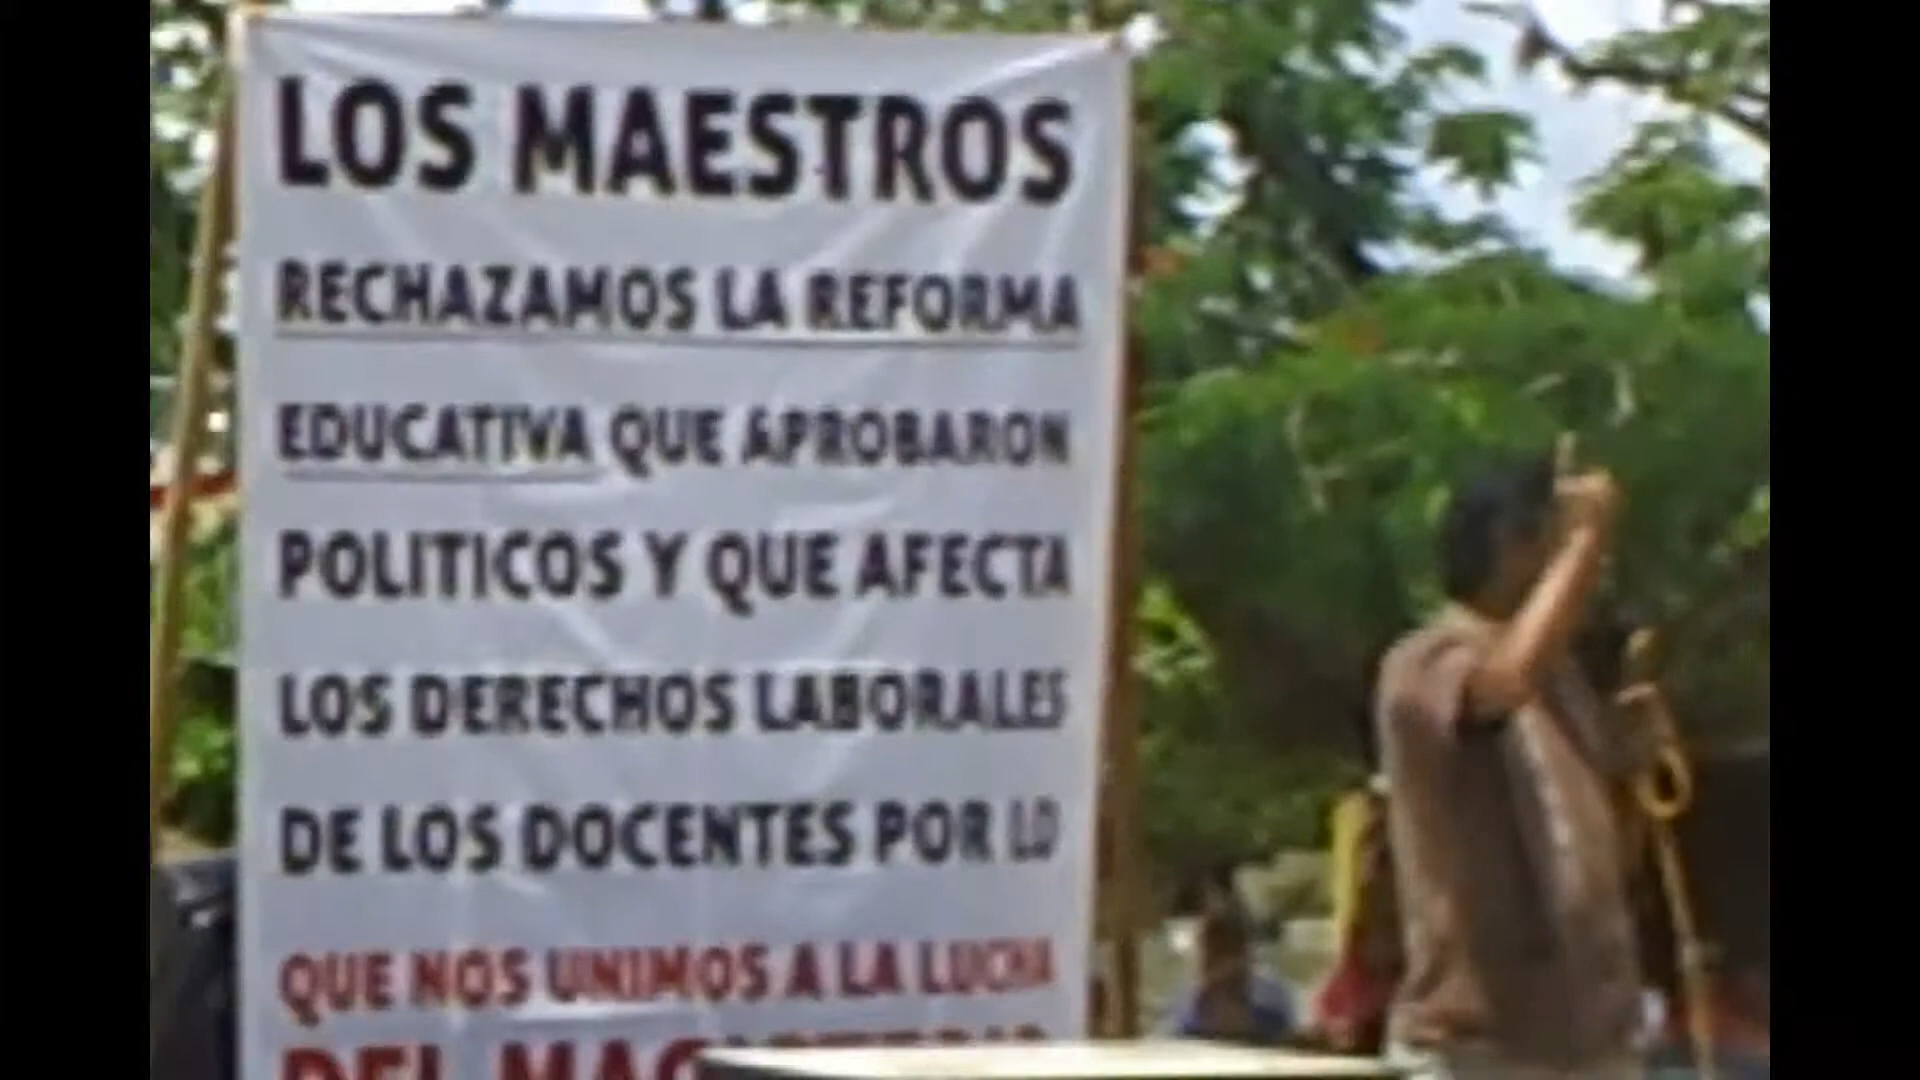 LOS MAESTROS
RECHAZAMOS LA REFORMA
EDUCATIVA QUE APROBARON
POLITICOS Y QUE AFECTA
LOS DERECHOS LABORALES
DE LOS DOCENTES POR LO
QUE NOS UNIMOS A LA LUCHA
DEL